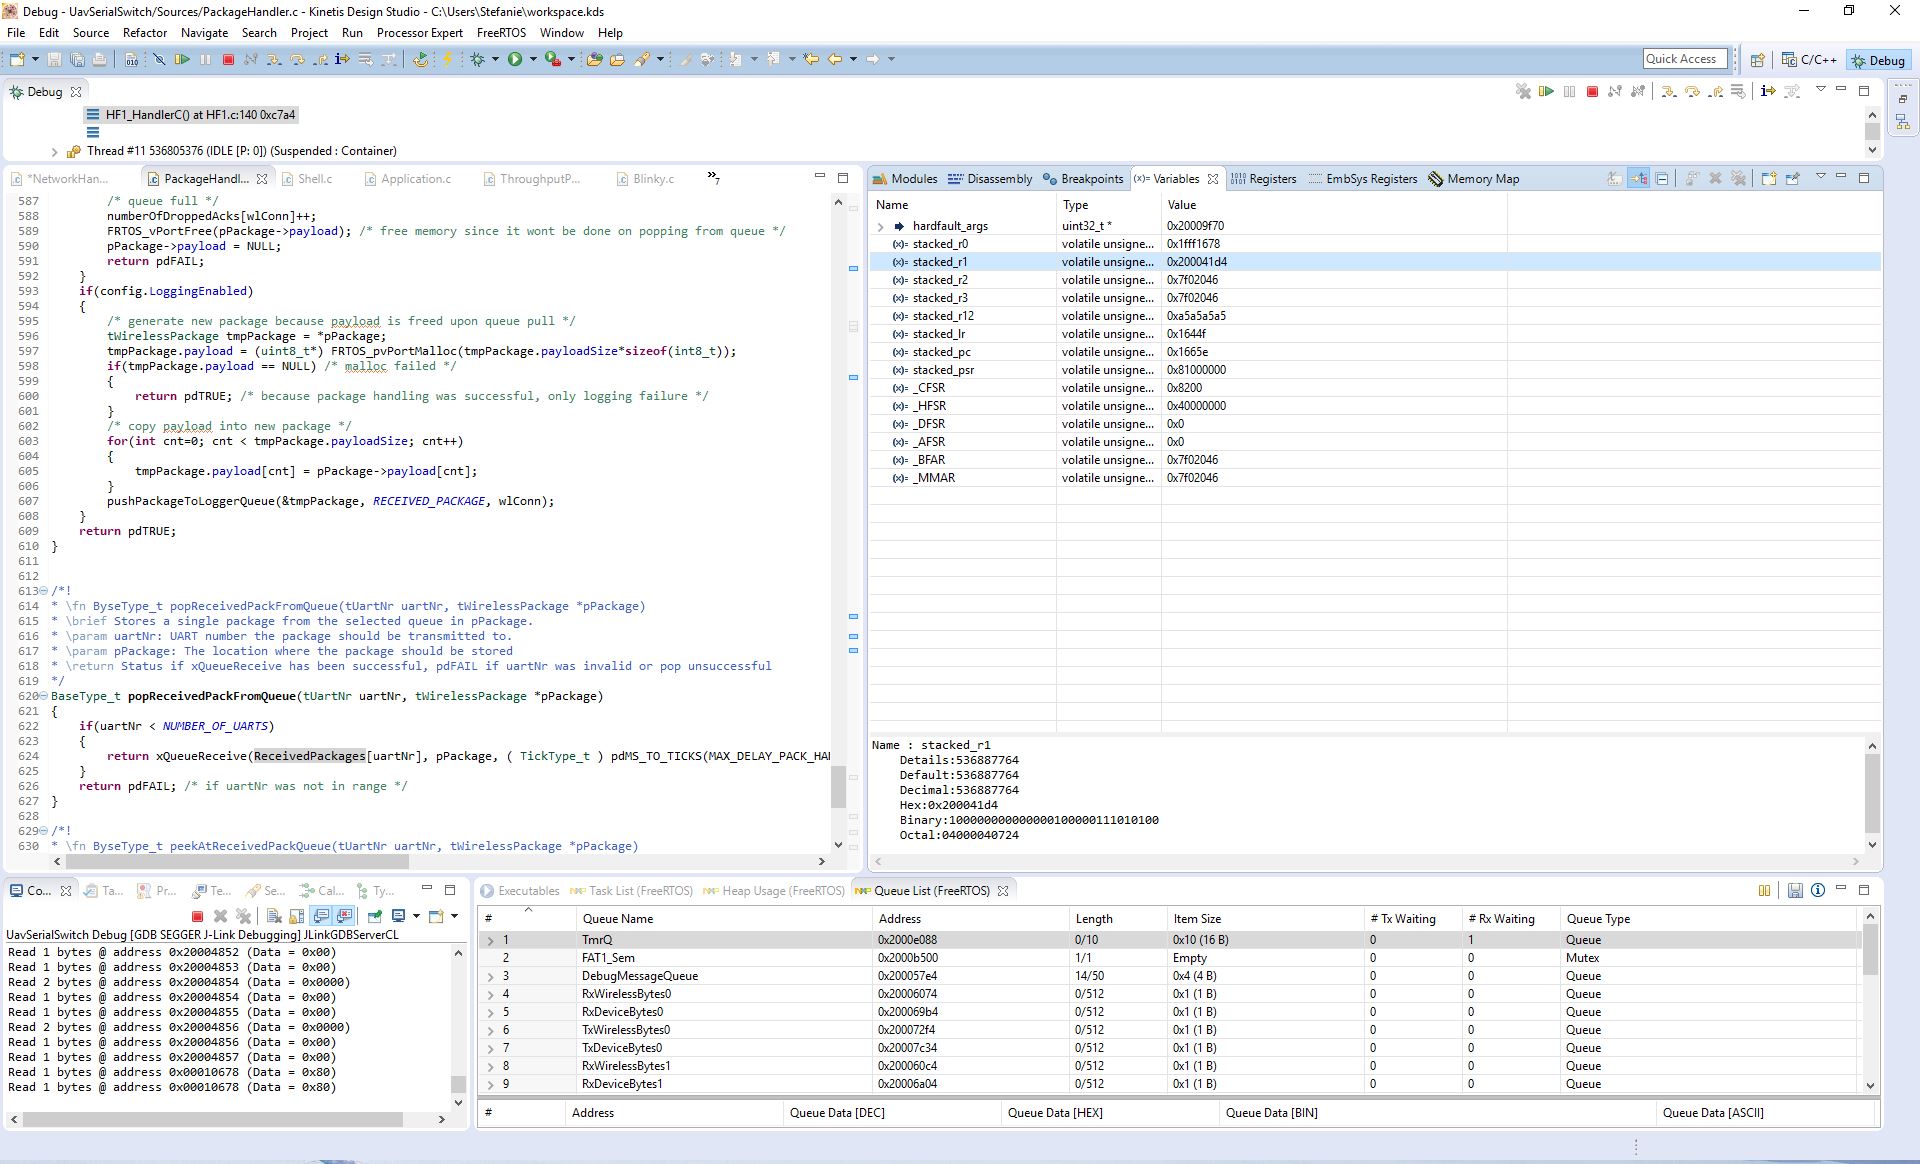 Debug - UavSerialSwitch/Sources/PackageHandler.c - Kinetis Design Studio - C:\Users\Stefanie\workspace.kds
File Edit Source Refactor Navigate Search Project Run Processor Expert FreeRTOS Window Help
Quick Access
C/C++
Debug
Debug
HF1_HandlerC() at HF1.c:140 0xc7a4
Thread #11 536805376 (IDLE [P: 0]) (Suspended : Container)
*NetworkHan... PackageHandl... Shell.c Application.c ThroughputP... Blinky.c »7
587 /* queue full */
588 numberOfDroppedAcks[wlConn]++;
589 FRTOS_vPortFree(pPackage->payload); /* free memory since it wont be done on popping from queue */
590 pPackage->payload = NULL;
591 return pdFAIL;
592 }
593 if(config.LoggingEnabled)
594 {
595 /* generate new package because payload is freed upon queue pull */
596 tWirelessPackage tmpPackage = *pPackage;
597 tmpPackage.payload = (uint8_t*) FRTOS_pvPortMalloc(tmpPackage.payloadSize*sizeof(int8_t));
598 if(tmpPackage.payload == NULL) /* malloc failed */
599 {
600 return pdTRUE; /* because package handling was successful, only logging failure */
601 }
602 /* copy payload into new package */
603 for(int cnt=0; cnt < tmpPackage.payloadSize; cnt++)
604 {
605 tmpPackage.payload[cnt] = pPackage->payload[cnt];
606 }
607 pushPackageToLoggerQueue(&tmpPackage, RECEIVED_PACKAGE, wlConn);
608 }
609 return pdTRUE;
610 }
611
612
613 /*!
614 * \fn ByseType_t popReceivedPackFromQueue(tUartNr uartNr, tWirelessPackage *pPackage)
615 * \brief Stores a single package from the selected queue in pPackage.
616 * \param uartNr: UART number the package should be transmitted to.
617 * \param pPackage: The location where the package should be stored
618 * \return Status if xQueueReceive has been successful, pdFAIL if uartNr was invalid or pop unsuccessful
619 */
620 BaseType_t popReceivedPackFromQueue(tUartNr uartNr, tWirelessPackage *pPackage)
621 {
622 if(uartNr < NUMBER_OF_UARTS)
623 {
624 return xQueueReceive(ReceivedPackages[uartNr], pPackage, ( TickType_t ) pdMS_TO_TICKS(MAX_DELAY_PACK_HA
625 }
626 return pdFAIL; /* if uartNr was not in range */
627 }
628
629 /*!
630 * \fn ByseType_t peekAtReceivedPackQueue(tUartNr uartNr, tWirelessPackage *pPackage)
Modules Disassembly Breakpoints (x)= Variables Registers EmbSys Registers Memory Map
Name Type Value
hardfault_args uint32_t * 0x20009f70
(x)= stacked_r0 volatile unsigne... 0x1fff1678
(x)= stacked_r1 volatile unsigne... 0x200041d4
(x)= stacked_r2 volatile unsigne... 0x7f02046
(x)= stacked_r3 volatile unsigne... 0x7f02046
(x)= stacked_r12 volatile unsigne... 0xa5a5a5a5
(x)= stacked_lr volatile unsigne... 0x1644f
(x)= stacked_pc volatile unsigne... 0x1665e
(x)= stacked_psr volatile unsigne... 0x81000000
(x)= _CFSR volatile unsigne... 0x8200
(x)= _HFSR volatile unsigne... 0x40000000
(x)= _DFSR volatile unsigne... 0x0
(x)= _AFSR volatile unsigne... 0x0
(x)= _BFAR volatile unsigne... 0x7f02046
(x)= _MMAR volatile unsigne... 0x7f02046
Name : stacked_r1
Details:536887764
Default:536887764
Decimal:536887764
Hex:0x200041d4
Binary:100000000000000100000111010100
Octal:04000040724
Co... Ta... Pr... Te... Se... Cal... Ty...
UavSerialSwitch Debug [GDB SEGGER J-Link Debugging] JLinkGDBServerCL
Read 1 bytes @ address 0x20004852 (Data = 0x00)
Read 1 bytes @ address 0x20004853 (Data = 0x00)
Read 2 bytes @ address 0x20004854 (Data = 0x0000)
Read 1 bytes @ address 0x20004854 (Data = 0x00)
Read 1 bytes @ address 0x20004855 (Data = 0x00)
Read 2 bytes @ address 0x20004856 (Data = 0x0000)
Read 1 bytes @ address 0x20004856 (Data = 0x00)
Read 1 bytes @ address 0x20004857 (Data = 0x00)
Read 1 bytes @ address 0x00010678 (Data = 0x80)
Read 1 bytes @ address 0x00010678 (Data = 0x80)
Executables Task List (FreeRTOS) Heap Usage (FreeRTOS) Queue List (FreeRTOS)
# Queue Name Address Length Item Size # Tx Waiting # Rx Waiting Queue Type
1 TmrQ 0x2000e088 0/10 0x10 (16 B) 0 1 Queue
2 FAT1_Sem 0x2000b500 1/1 Empty 0 0 Mutex
3 DebugMessageQueue 0x200057e4 14/50 0x4 (4 B) 0 0 Queue
4 RxWirelessBytes0 0x20006074 0/512 0x1 (1 B) 0 0 Queue
5 RxDeviceBytes0 0x200069b4 0/512 0x1 (1 B) 0 0 Queue
6 TxWirelessBytes0 0x200072f4 0/512 0x1 (1 B) 0 0 Queue
7 TxDeviceBytes0 0x20007c34 0/512 0x1 (1 B) 0 0 Queue
8 RxWirelessBytes1 0x200060c4 0/512 0x1 (1 B) 0 0 Queue
9 RxDeviceBytes1 0x20006a04 0/512 0x1 (1 B) 0 0 Queue
# Address Queue Data [DEC] Queue Data [HEX] Queue Data [BIN] Queue Data [ASCII]